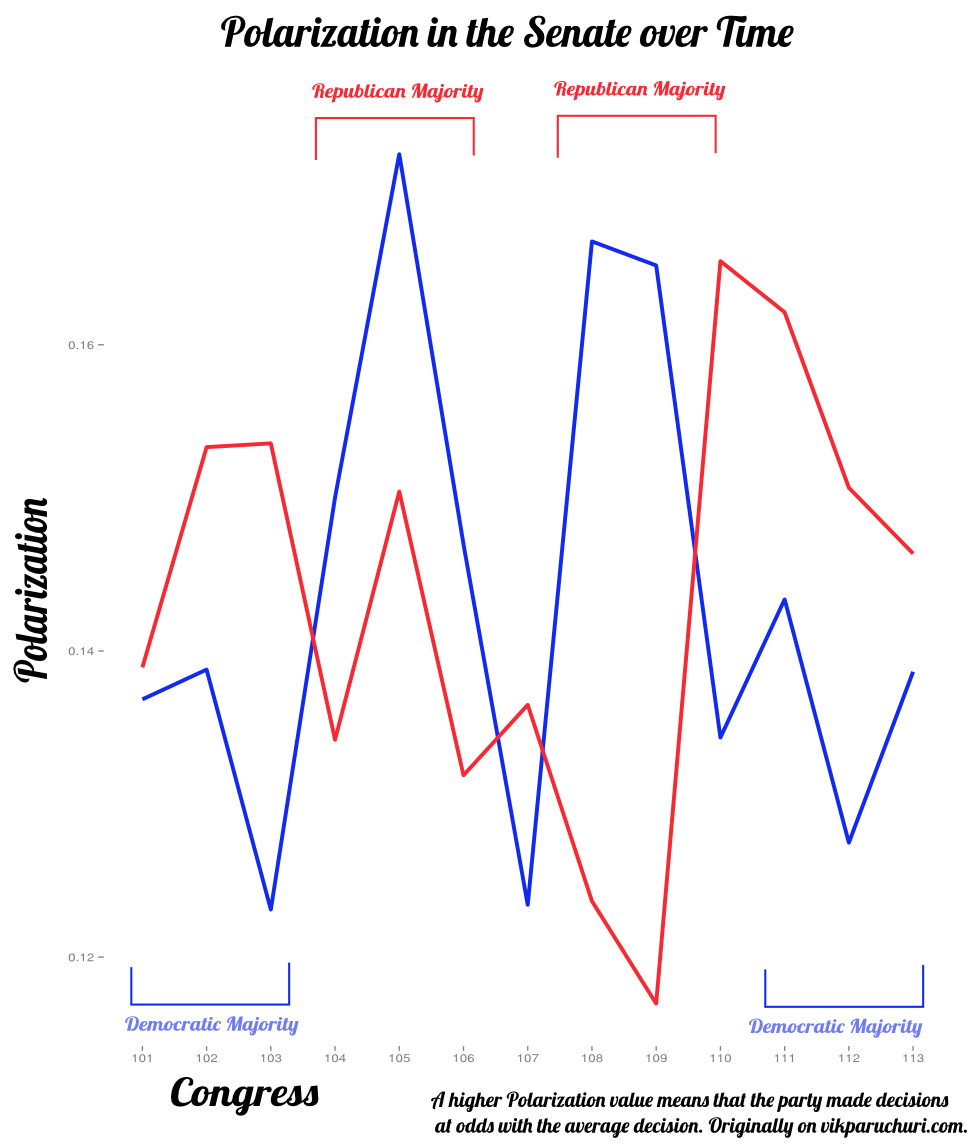 Polarization in the Senate over Time
Republican Majority
Republican Majority
0.16
0.14
0.12
Polarization
Democratic Majority
Democratic Majority
101 102 103 104 105 106 107 108 109 110 111 112 113
Congress
A higher Polarization value means that the party made decisions
at odds with the average decision. Originally on vikparuchuri.com.